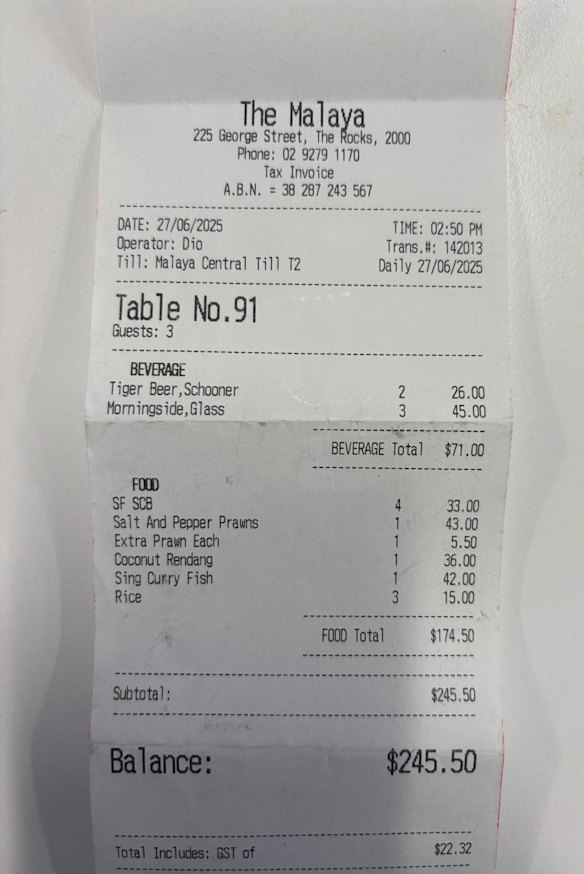 The Malaya
225 George Street, The Rocks, 2000
Phone: 02 9279 1170
Tax Invoice
A.B.N. = 38 287 243 567
DATE: 27/06/2025 TIME: 02:50 PM
Operator: Dio Trans.#: 142013
Till: Malaya Central Till T2 Daily 27/06/2025
Table No.91
Guests: 3
BEVERAGE
Tiger Beer,Schooner 2 26.00
Morningside,Glass 3 45.00
BEVERAGE Total $71.00
FOOD
SF SCB 4 33.00
Salt And Pepper Prawns 1 43.00
Extra Prawn Each 1 5.50
Coconut Rendang 1 36.00
Sing Curry Fish 1 42.00
Rice 3 15.00
FOOD Total $174.50
Subtotal: $245.50
Balance: $245.50
Total Includes: GST of $22.32